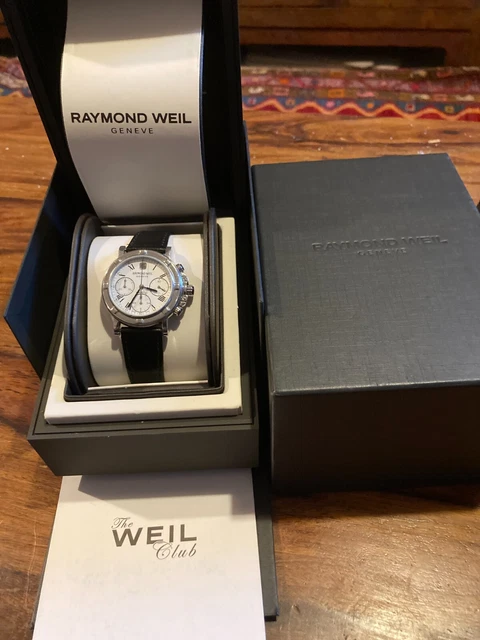 RAYMOND WEIL
GENEVE
RAYMOND WEIL
GENEVE
The
WEIL
Club